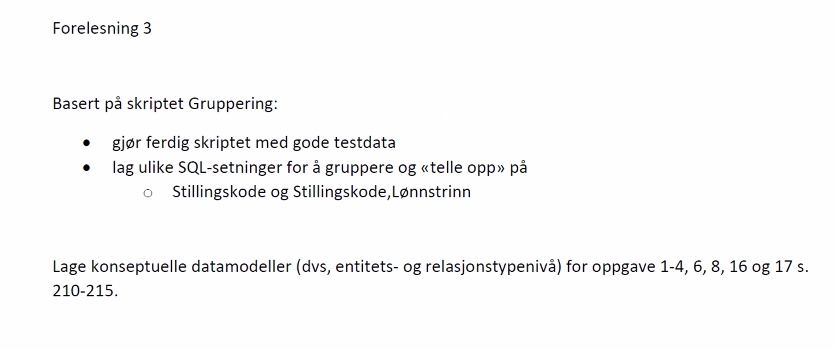 Forelesning 3
Basert på skriptet Gruppering:
• gjør ferdig skriptet med gode testdata
• lag ulike SQL-setninger for å gruppere og «telle opp» på
○ Stillingskode og Stillingskode,Lønnstrinn
Lage konseptuelle datamodeller (dvs, entitets- og relasjonstypenivå) for oppgave 1-4, 6, 8, 16 og 17 s.
210-215.